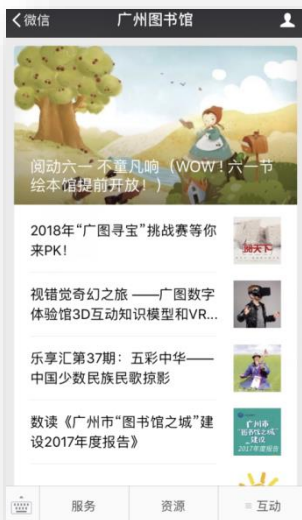 微信
广州图书馆
阅动六一 不童凡响（WOW！六一节
绘本馆提前开放！）
2018年“广图寻宝”挑战赛等你
来PK！
视错觉奇幻之旅 ——广图数字
体验馆3D互动知识模型和VR...
乐享汇第37期：五彩中华——
中国少数民族民歌掠影
数读《广州市“图书馆之城”建
设2017年度报告》
广州市
“图书馆之城”
建设
2017年度报告
服务
资源
互动